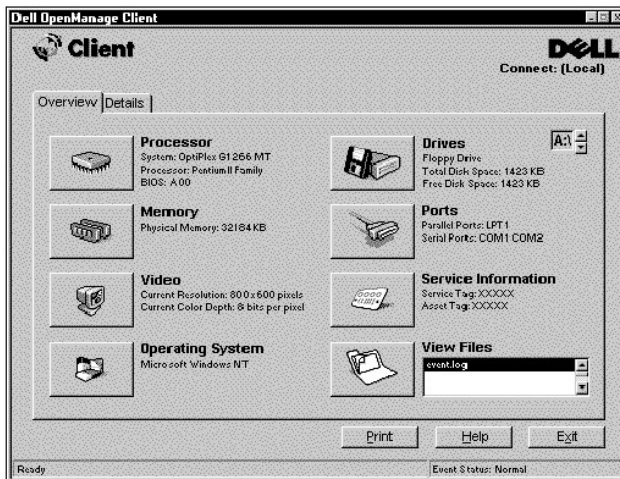 Dell OpenManage Client
Client
DELL
Connect: (Local)
Overview
Details
Processor
System: OptiPlex G1266 MT
Processor: Pentium II Family
BIOS: A00
Drives
A:\
Floppy Drive
Total Disk Space: 1423 KB
Free Disk Space: 1423 KB
Memory
Physical Memory: 32184 KB
Ports
Parallel Ports: LPT1
Serial Ports: COM1 COM2
Video
Current Resolution: 800x600 pixels
Current Color Depth: 8 bits per pixel
Service Information
Service Tag: XXXXX
Asset Tag: XXXXX
Operating System
Microsoft Windows NT
View Files
event.log
Print
Help
Exit
Ready
Event Status: Normal